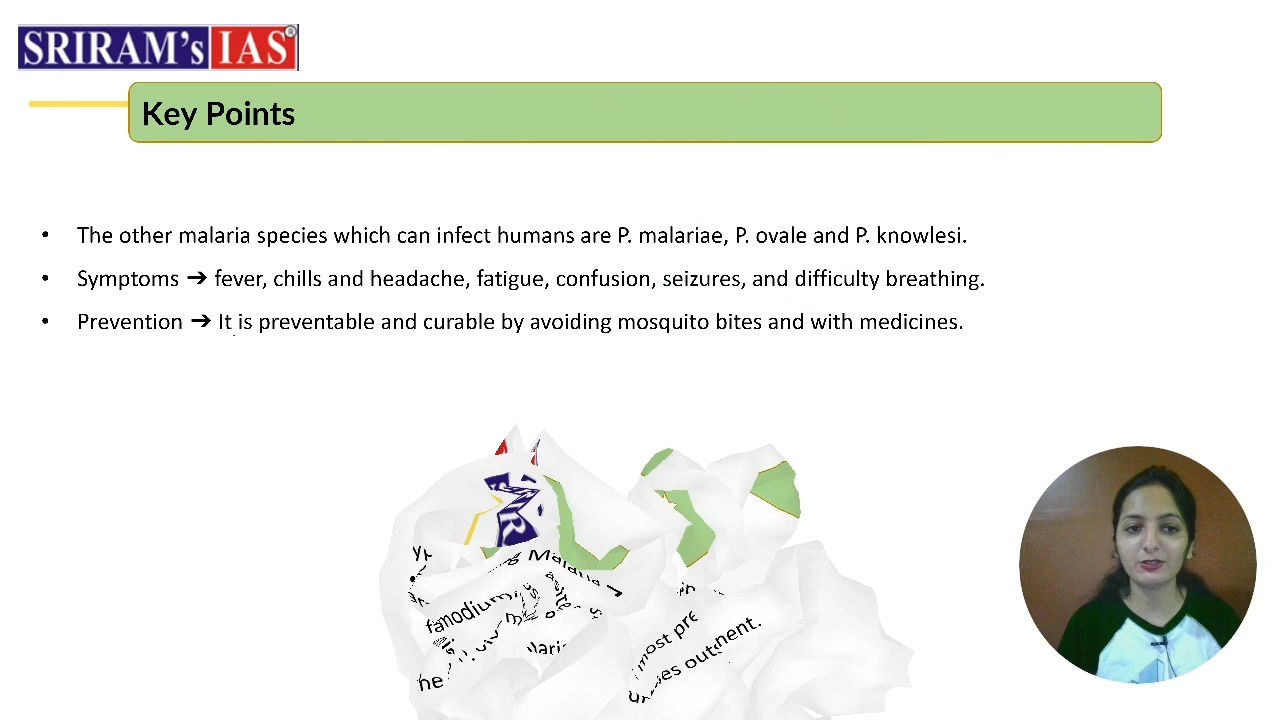 SRIRAM's IAS®
Key Points
• The other malaria species which can infect humans are P. malariae, P. ovale and P. knowlesi.
• Symptoms ➔ fever, chills and headache, fatigue, confusion, seizures, and difficulty breathing.
• Prevention ➔ It is preventable and curable by avoiding mosquito bites and with medicines.
Malaria
most